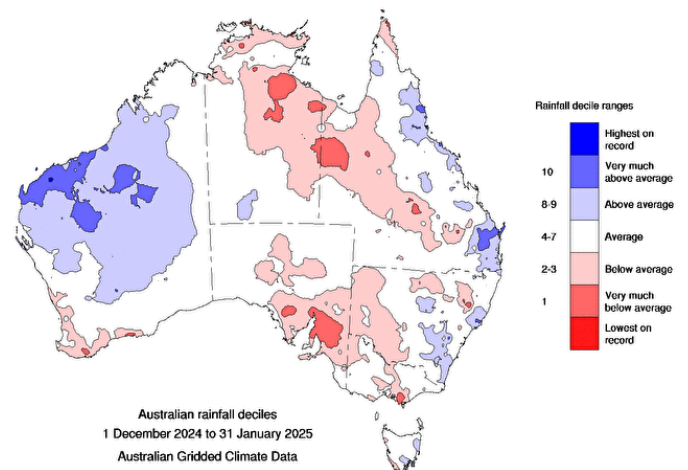 Rainfall decile ranges
Highest on
record
10
Very much
above average
8-9
Above average
4-7
Average
2-3
Below average
1
Very much
below average
Lowest on
record
Australian rainfall deciles
1 December 2024 to 31 January 2025
Australian Gridded Climate Data